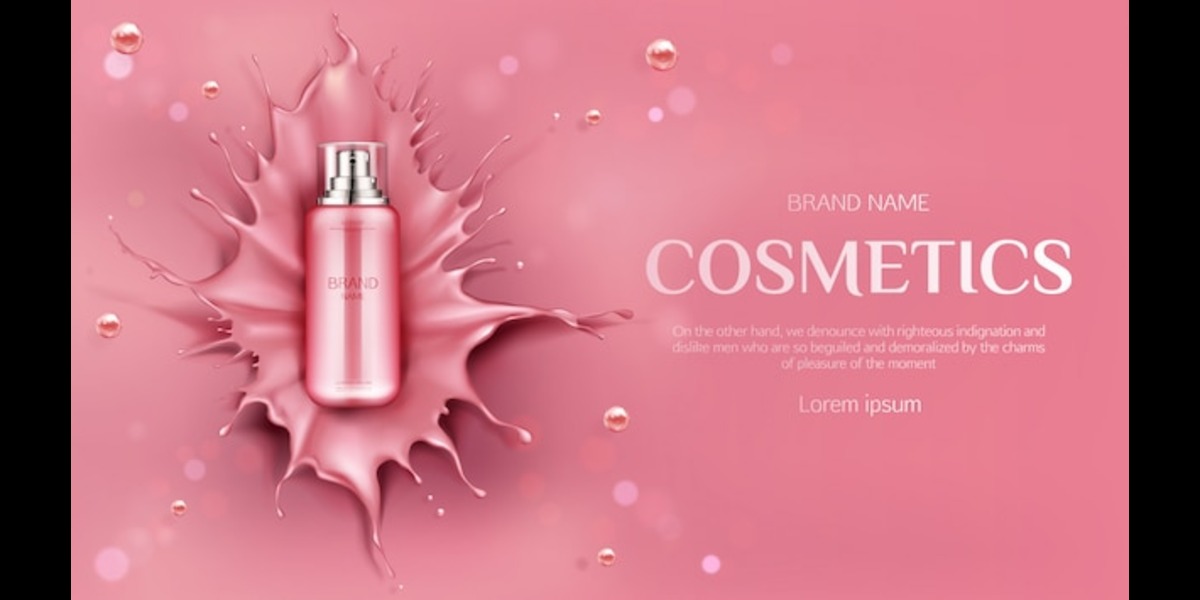 BRAND
NAME
BRAND NAME
COSMETICS
On the other hand, we denounce with righteous indignation and
dislike men who are so beguiled and demoralized by the charms
of pleasure of the moment
Lorem ipsum